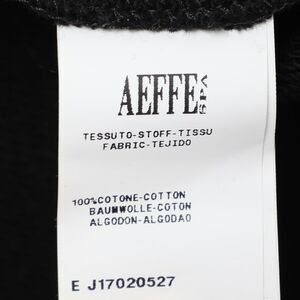 AEFFE SPA
TESSUTO-STOFF-TISSU
FABRIC-TEJIDO
100%COTONE-COTTON
BAUMWOLLE-COTON
ALGODON-ALGODAO
E J17020527